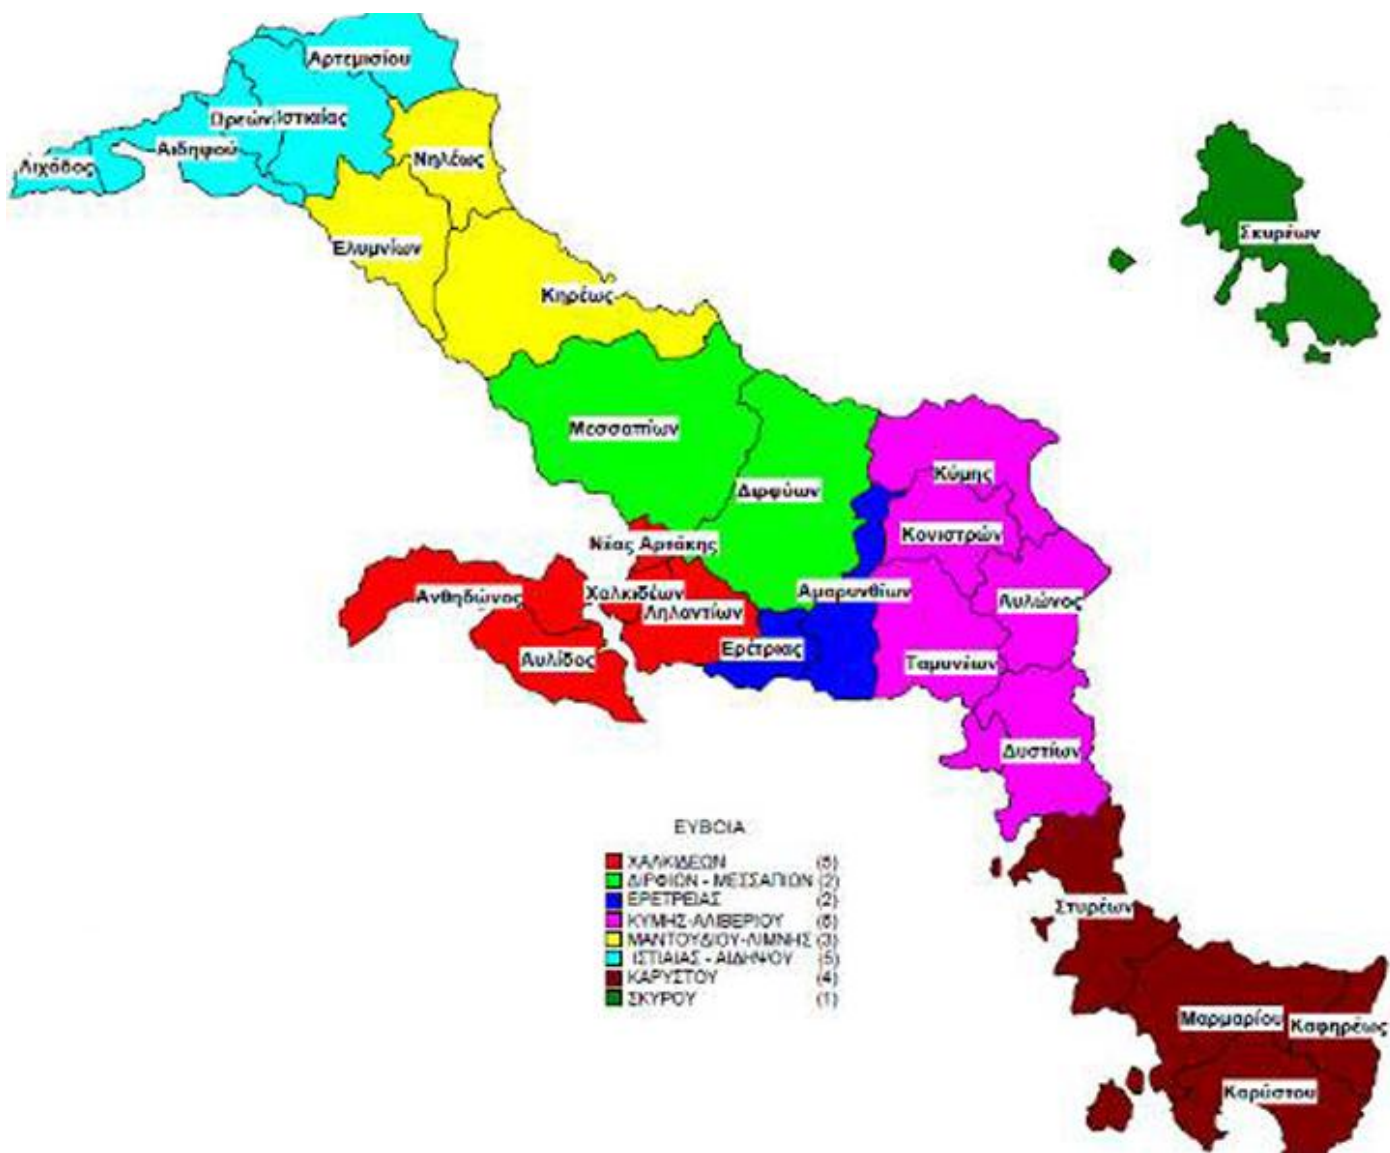 Αρτεμισίου
Ωρεών
Ιστιαίας
Αιδηψού
Λιχάδος
Νηλέως
Ελυμνίων
Κηρέως
Σκυρέων
Μεσσαπίων
Διρφύων
Κύμης
Κονιστρών
Νέας Αρτάκης
Ανθηδώνος
Χαλκιδέων
Ληλαντίων
Αμαρυνθίων
Αυλώνος
Ερέτριας
Αυλίδος
Ταμυνέων
Δυστίων
ΕΥΒΟΙΑ
ΧΑΛΚΙΔΕΩΝ (5)
ΔΙΡΦΙΩΝ - ΜΕΣΣΑΠΙΩΝ (2)
ΕΡΕΤΡΕΙΑΣ (2)
ΚΥΜΗΣ-ΑΛΙΒΕΡΙΟΥ
ΜΑΝΤΟΥΔΙΟΥ-ΛΙΜΝΗΣ (3)
ΙΣΤΙΑΙΑΣ - ΑΙΔΗΨΟΥ (5)
ΚΑΡΥΣΤΟΥ (4)
ΣΚΥΡΟΥ (1)
Στυρέων
Μαρμαρίου
Καφηρέως
Καρύστου